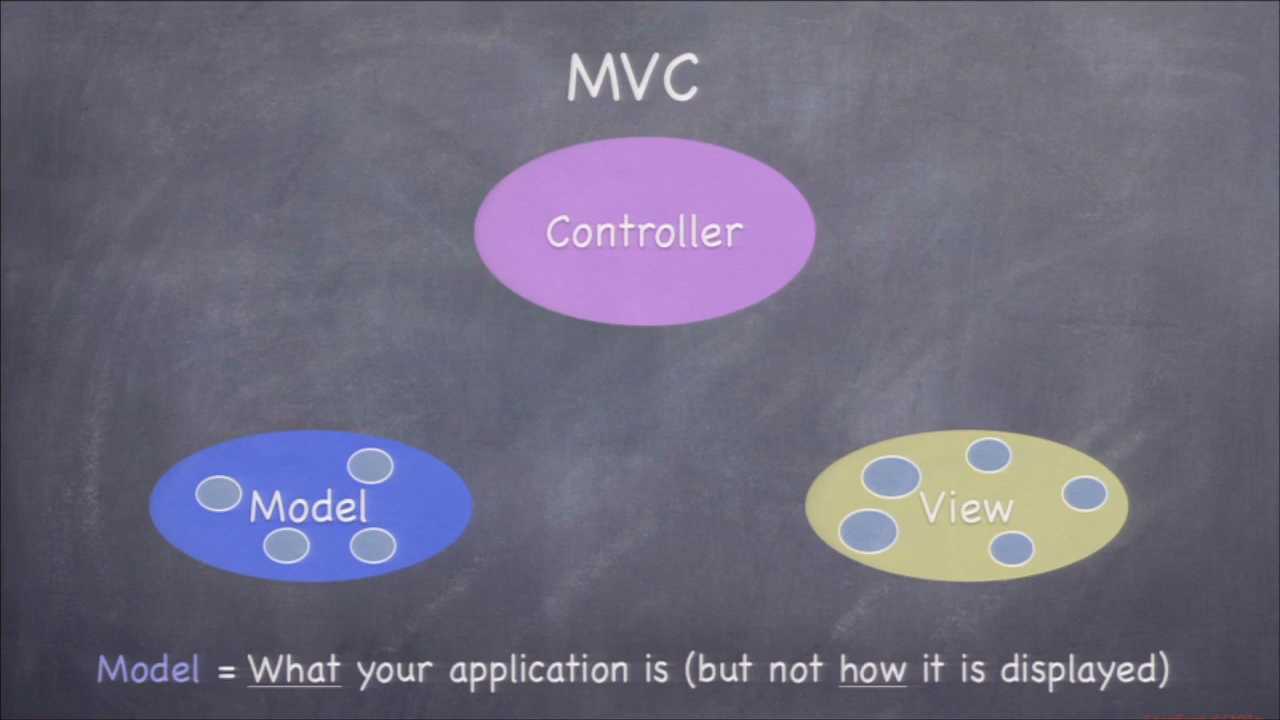 MVC
Controller
Model
View
Model = What your application is (but not how it is displayed)